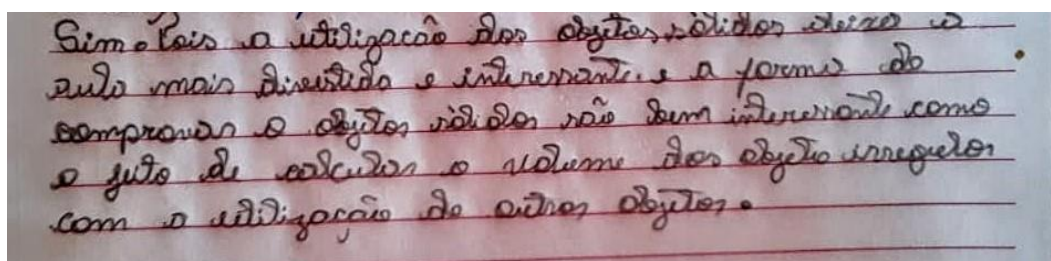 Sim. Pois a utilizacão dos objetos sólidos deixa a
aula mais divertida e interessante. e a forma de
comprovar o objetos sólidos são bem interessante como
o jeito de calcular o volume dos objeto irregular
com a utilização de outros objetos.